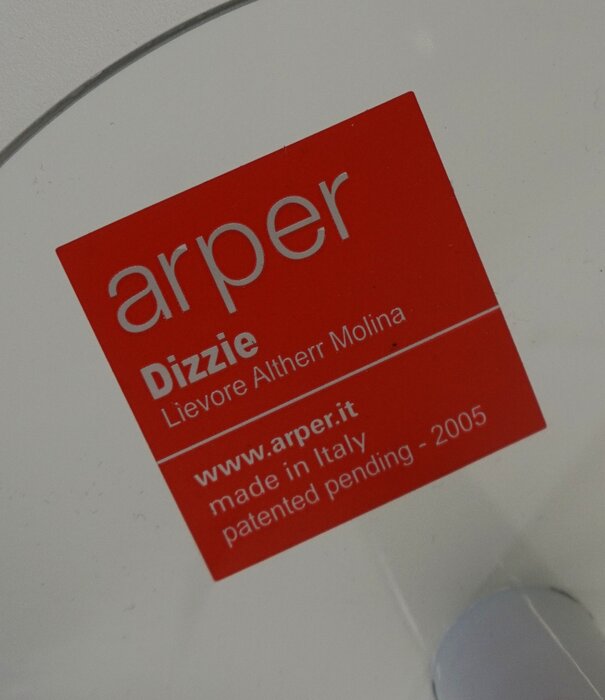 arper
Dizzie
Lievore Altherr Molina
www.arper.it
made in Italy
patented pending - 2005